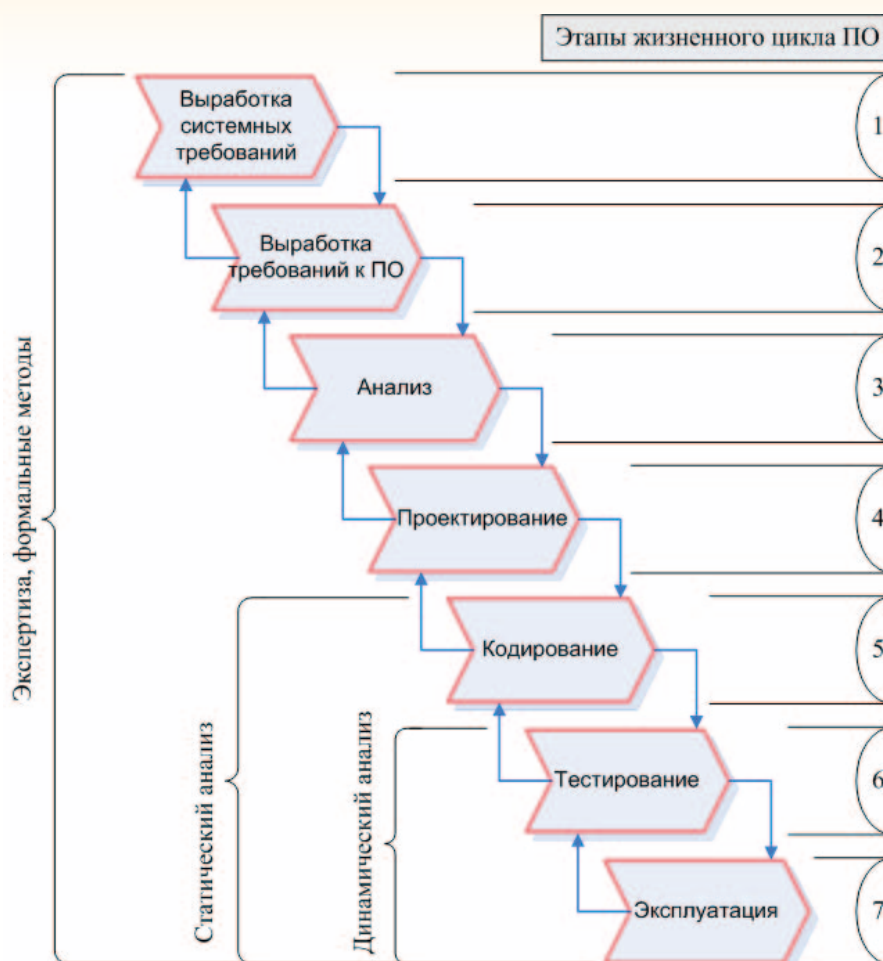 Этапы жизненного цикла ПО
Выработка
системных
требований
1
Выработка
требований к ПО
2
Анализ
3
Проектирование
4
Кодирование
5
Тестирование
6
Эксплуатация
7
Экспертиза, формальные методы
Статический анализ
Динамический анализ